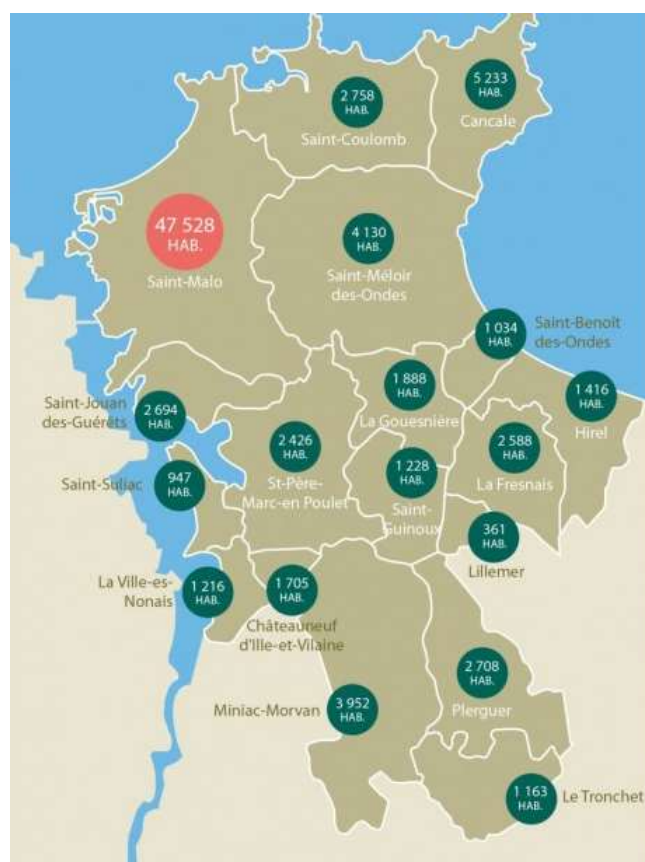 5 233
HAB.
Cancale
2 758
HAB.
Saint-Coulomb
47 528
HAB.
Saint-Malo
4 130
HAB.
Saint-Méloir
des-Ondes
1 034
HAB.
Saint-Benoît
des-Ondes
1 888
HAB.
La Gouesnière
1 416
HAB.
Hirel
Saint-Jouan
des-Guérêts
2 694
HAB.
2 426
HAB.
St-Père-
Marc-en Poulet
1 228
HAB.
Saint-
Guinoux
2 588
HAB.
La Fresnais
Saint-Suliac
947
HAB.
361
HAB.
Lillemer
La Ville-es-
Nonais
1 216
HAB.
1 705
HAB.
Châteauneuf
d'Ille-et-Vilaine
2 708
HAB.
Plerguer
Miniac-Morvan
3 952
HAB.
1 163
HAB.
Le Tronchet